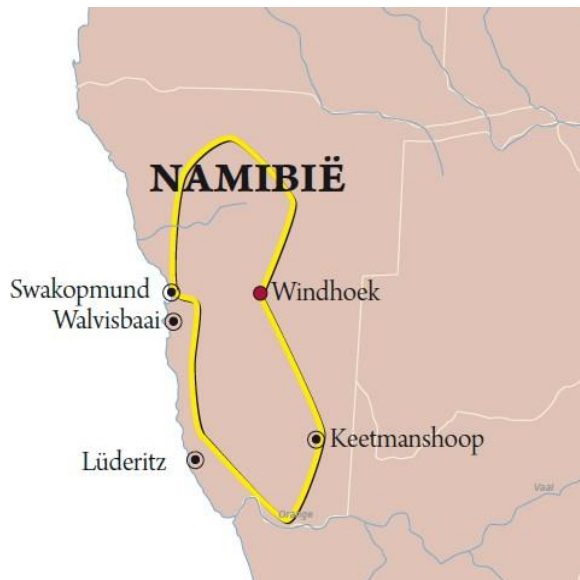 NAMIBIË
Swakopmund
Windhoek
Walvisbaai
Keetmanshoop
Lüderitz
Vaal
Orange